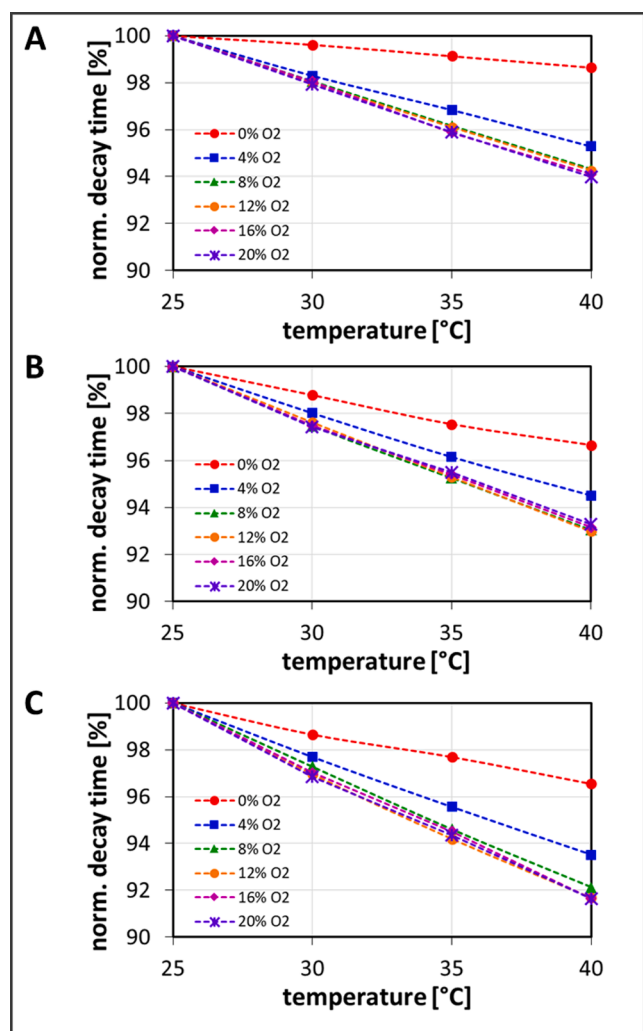 A
norm. decay time [%]
100
98
96
94
92
90
0% O2
4% O2
8% O2
12% O2
16% O2
20% O2
25
30
35
40
temperature [°C]
B
norm. decay time [%]
100
98
96
94
92
90
0% O2
4% O2
8% O2
12% O2
16% O2
20% O2
25
30
35
40
temperature [°C]
C
norm. decay time [%]
100
98
96
94
92
90
0% O2
4% O2
8% O2
12% O2
16% O2
20% O2
25
30
35
40
temperature [°C]